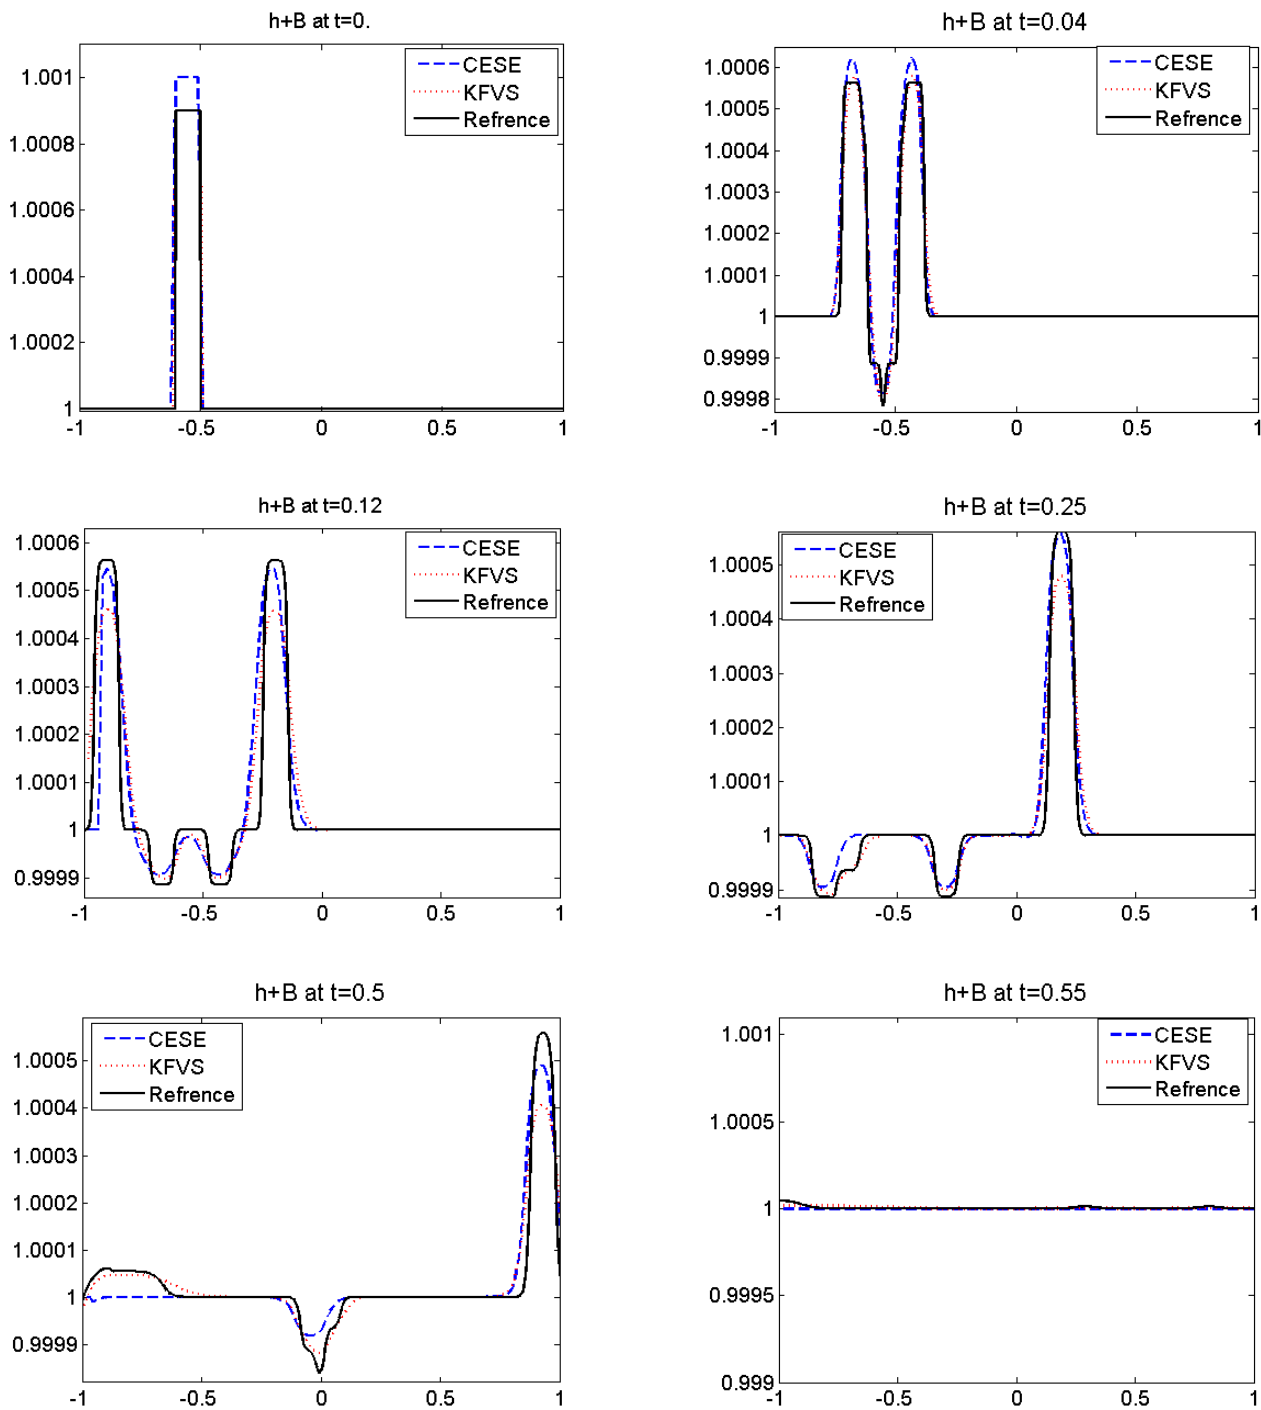 h+B at t=0.
1.001
1.0008
1.0006
1.0004
1.0002
1
-1 -0.5 0 0.5 1
CESE
KFVS
Refrence
h+B at t=0.04
1.0006
1.0005
1.0004
1.0003
1.0002
1.0001
1
0.9999
0.9998
-1 -0.5 0 0.5 1
CESE
KFVS
Refrence
h+B at t=0.12
1.0006
1.0005
1.0004
1.0003
1.0002
1.0001
1
0.9999
-1 -0.5 0 0.5 1
CESE
KFVS
Refrence
h+B at t=0.25
1.0005
1.0004
1.0003
1.0002
1.0001
1
0.9999
-1 -0.5 0 0.5 1
CESE
KFVS
Refrence
h+B at t=0.5
1.0005
1.0004
1.0003
1.0002
1.0001
1
0.9999
-1 -0.5 0 0.5 1
CESE
KFVS
Refrence
h+B at t=0.55
1.001
1.0005
1
0.9995
0.999
-1 -0.5 0 0.5 1
CESE
KFVS
Refrence